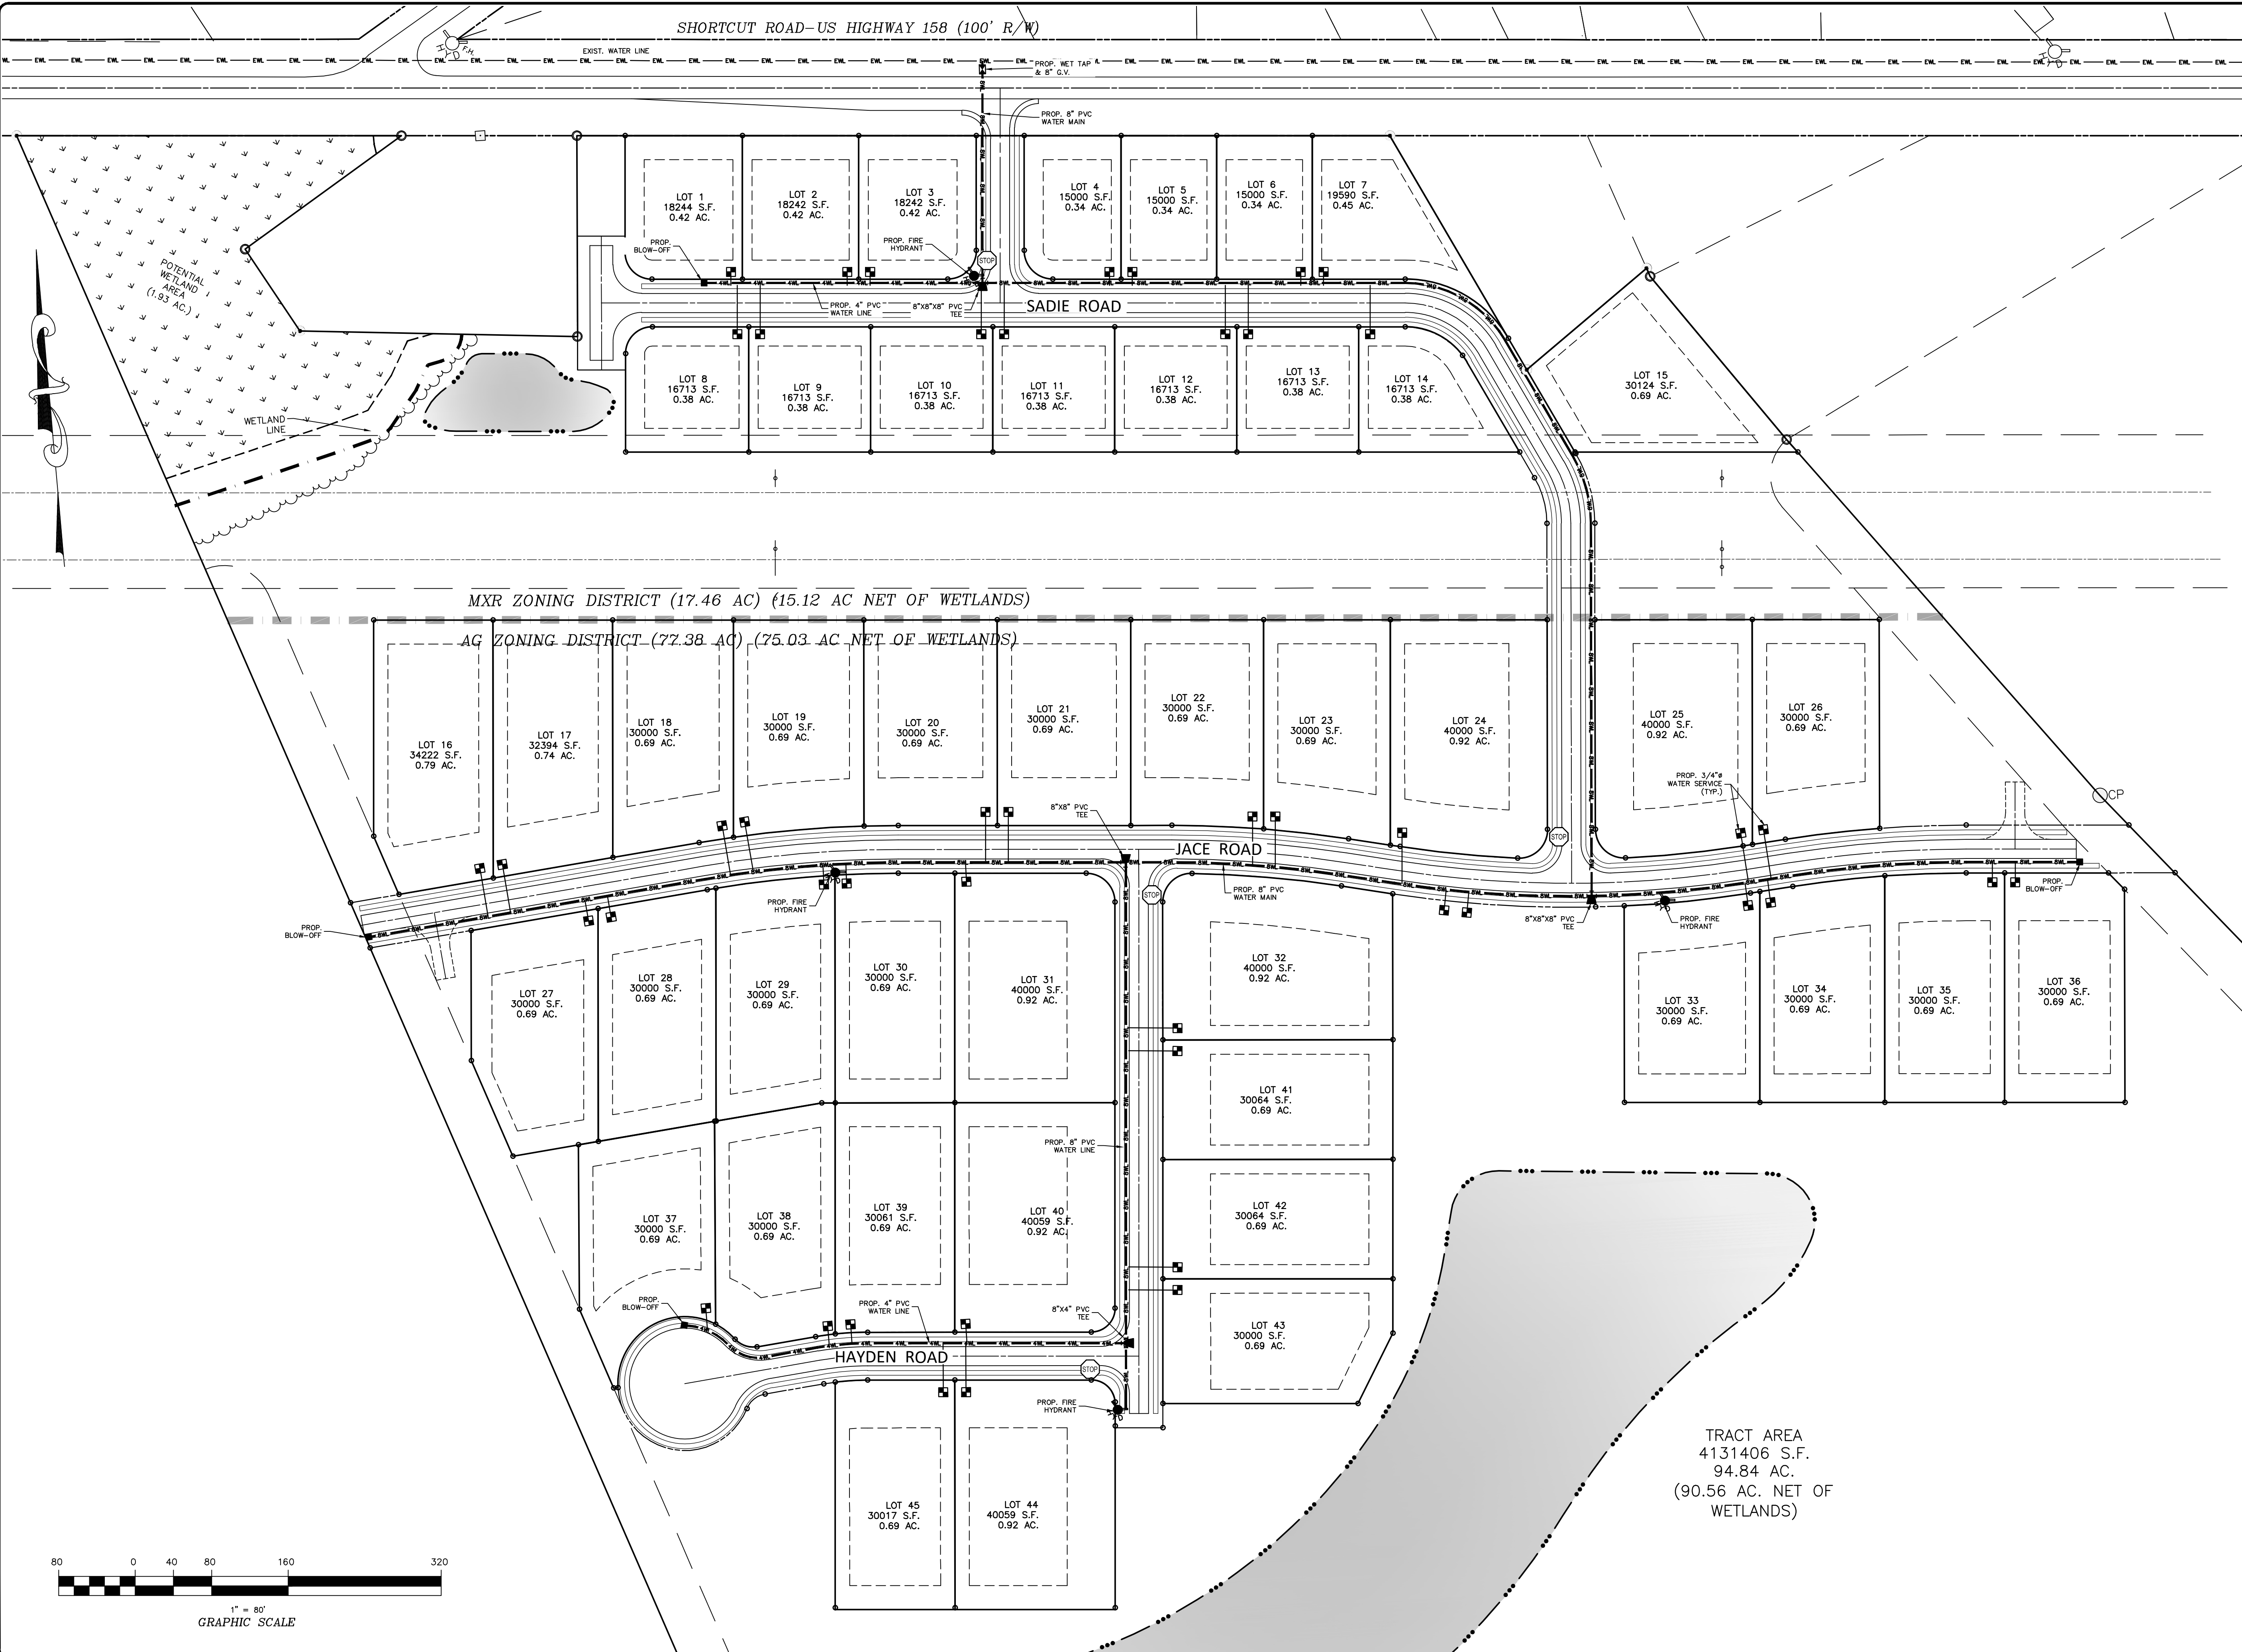 SHORTCUT ROAD-US HIGHWAY 158 (100' R/W)
EXIST. WATER LINE
HYD
F.H.
HYD
EWL
PROP. WET TAP
& 8" G.V.
PROP. 8" PVC
WATER MAIN
LOT 1
18244 S.F.
0.42 AC.
LOT 2
18242 S.F.
0.42 AC.
LOT 3
18242 S.F.
0.42 AC.
LOT 4
15000 S.F.
0.34 AC.
LOT 5
15000 S.F.
0.34 AC.
LOT 6
15000 S.F.
0.34 AC.
LOT 7
19590 S.F.
0.45 AC.
PROP.
BLOW-OFF
PROP. FIRE
HYDRANT
STOP
POTENTIAL
WETLAND
AREA
(1.93 AC.)
PROP. 4" PVC
WATER LINE
8"X8"X8" PVC
TEE
SADIE ROAD
WETLAND
LINE
LOT 8
16713 S.F.
0.38 AC.
LOT 9
16713 S.F.
0.38 AC.
LOT 10
16713 S.F.
0.38 AC.
LOT 11
16713 S.F.
0.38 AC.
LOT 12
16713 S.F.
0.38 AC.
LOT 13
16713 S.F.
0.38 AC.
LOT 14
16713 S.F.
0.38 AC.
LOT 15
30124 S.F.
0.69 AC.
MXR ZONING DISTRICT (17.46 AC) (15.12 AC NET OF WETLANDS)
AG ZONING DISTRICT (77.38 AC) (75.03 AC NET OF WETLANDS)
LOT 16
34222 S.F.
0.79 AC.
LOT 17
32394 S.F.
0.74 AC.
LOT 18
30000 S.F.
0.69 AC.
LOT 19
30000 S.F.
0.69 AC.
LOT 20
30000 S.F.
0.69 AC.
LOT 21
30000 S.F.
0.69 AC.
LOT 22
30000 S.F.
0.69 AC.
LOT 23
30000 S.F.
0.69 AC.
LOT 24
40000 S.F.
0.92 AC.
LOT 25
40000 S.F.
0.92 AC.
LOT 26
30000 S.F.
0.69 AC.
PROP. 3/4"ø
WATER SERVICE
(TYP.)
CP
8"X8" PVC
TEE
STOP
JACE ROAD
PROP. 8" PVC
WATER MAIN
STOP
PROP. FIRE
HYDRANT
PROP.
BLOW-OFF
8"X8"X8" PVC
TEE
PROP. FIRE
HYDRANT
PROP.
BLOW-OFF
LOT 27
30000 S.F.
0.69 AC.
LOT 28
30000 S.F.
0.69 AC.
LOT 29
30000 S.F.
0.69 AC.
LOT 30
30000 S.F.
0.69 AC.
LOT 31
40000 S.F.
0.92 AC.
LOT 32
40000 S.F.
0.92 AC.
LOT 33
30000 S.F.
0.69 AC.
LOT 34
30000 S.F.
0.69 AC.
LOT 35
30000 S.F.
0.69 AC.
LOT 36
30000 S.F.
0.69 AC.
LOT 41
30064 S.F.
0.69 AC.
PROP. 8" PVC
WATER LINE
LOT 37
30000 S.F.
0.69 AC.
LOT 38
30000 S.F.
0.69 AC.
LOT 39
30061 S.F.
0.69 AC.
LOT 40
40059 S.F.
0.92 AC.
LOT 42
30064 S.F.
0.69 AC.
PROP.
BLOW-OFF
PROP. 4" PVC
WATER LINE
8"X4" PVC
TEE
LOT 43
30000 S.F.
0.69 AC.
HAYDEN ROAD
STOP
PROP. FIRE
HYDRANT
LOT 45
30017 S.F.
0.69 AC.
LOT 44
40059 S.F.
0.92 AC.
TRACT AREA
4131406 S.F.
94.84 AC.
(90.56 AC. NET OF
WETLANDS)
80 0 40 80 160 320
1" = 80'
GRAPHIC SCALE